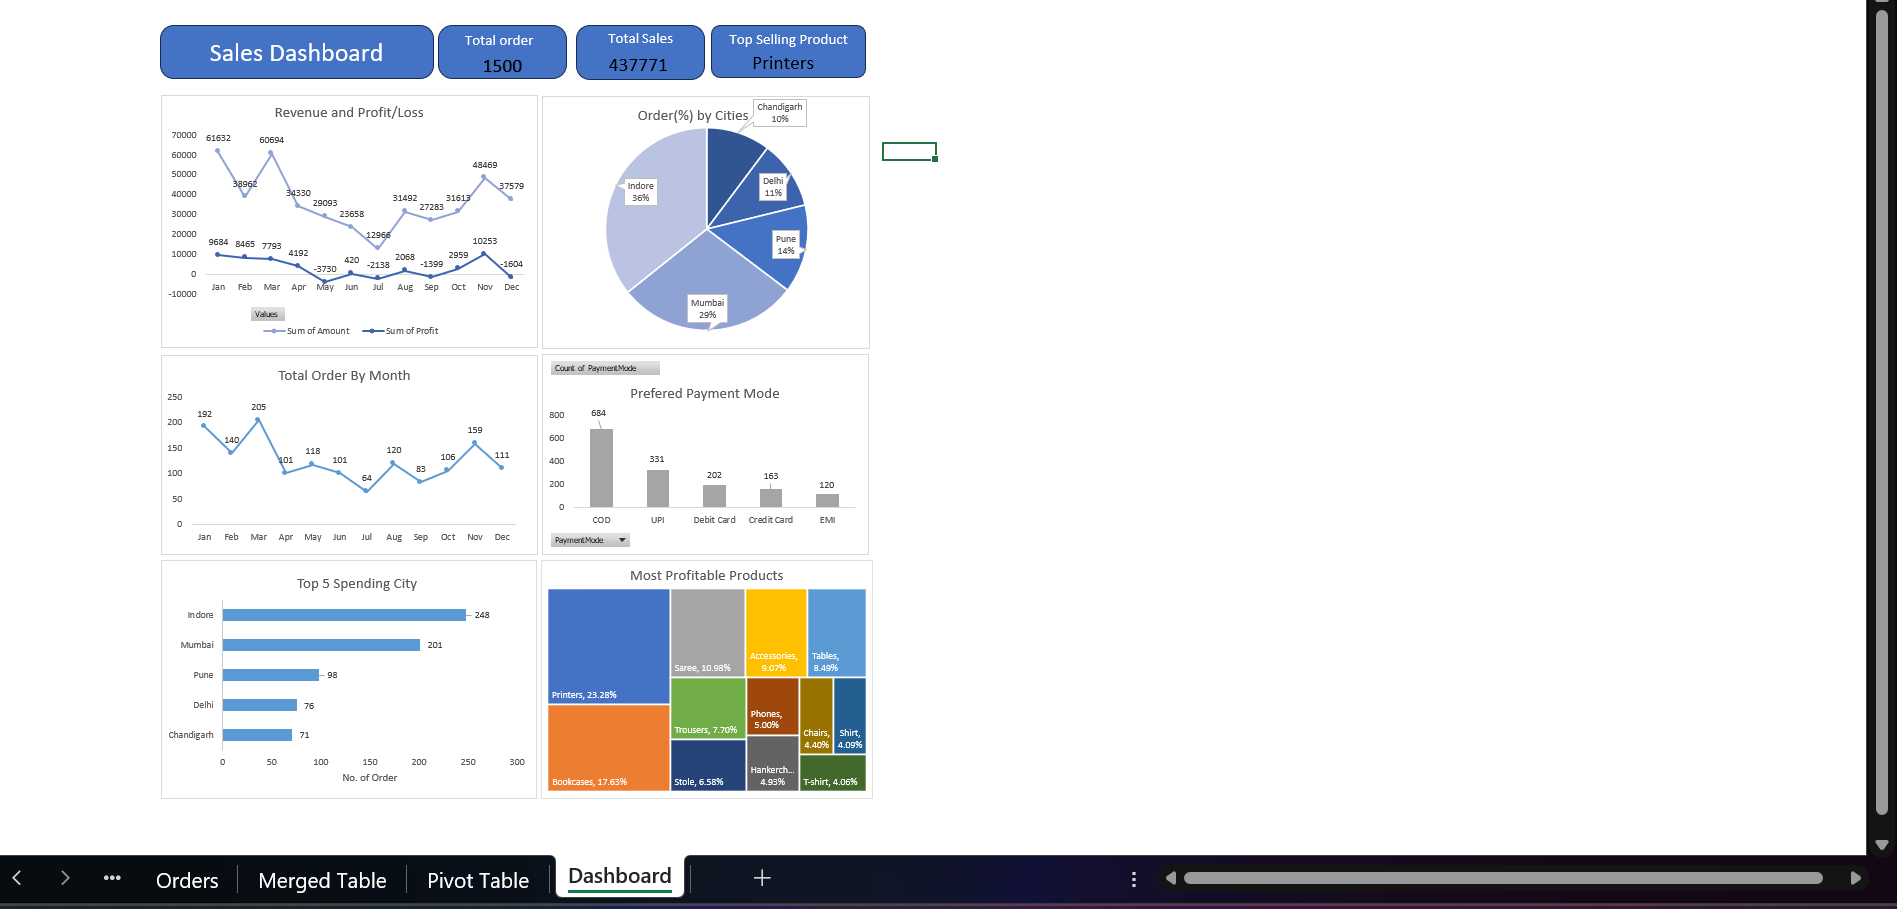 Sales Dashboard
Total order
1500
Total Sales
437771
Top Selling Product
Printers
Revenue and Profit/Loss
70000
60000
50000
40000
30000
20000
10000
0
-10000
61632
38962
60694
34330
29093
23658
12966
31492
27283
31613
48469
37579
9684
8465
7793
4192
-3730
420
-2138
2068
-1399
2959
10253
-1604
Jan Feb Mar Apr May Jun Jul Aug Sep Oct Nov Dec
Values
Sum of Amount Sum of Profit
Order(%) by Cities
Chandigarh
10%
Delhi
11%
Pune
14%
Mumbai
29%
Indore
36%
Total Order By Month
250
200
150
100
50
0
192
140
205
101
118
101
64
120
83
106
159
111
Jan Feb Mar Apr May Jun Jul Aug Sep Oct Nov Dec
Count of PaymentMode
Prefered Payment Mode
800
600
400
200
0
684
331
202
163
120
COD UPI Debit Card Credit Card EMI
PaymentMode
Top 5 Spending City
Indore 248
Mumbai 201
Pune 98
Delhi 76
Chandigarh 71
0 50 100 150 200 250 300
No. of Order
Most Profitable Products
Printers, 23.28%
Bookcases, 17.63%
Saree, 10.98%
Accessories,
9.07%
Tables,
8.49%
Trousers, 7.70%
Stole, 6.58%
Phones,
5.00%
Hankerch...
4.93%
Chairs,
4.40%
Shirt,
4.09%
T-shirt, 4.06%
Orders Merged Table Pivot Table Dashboard